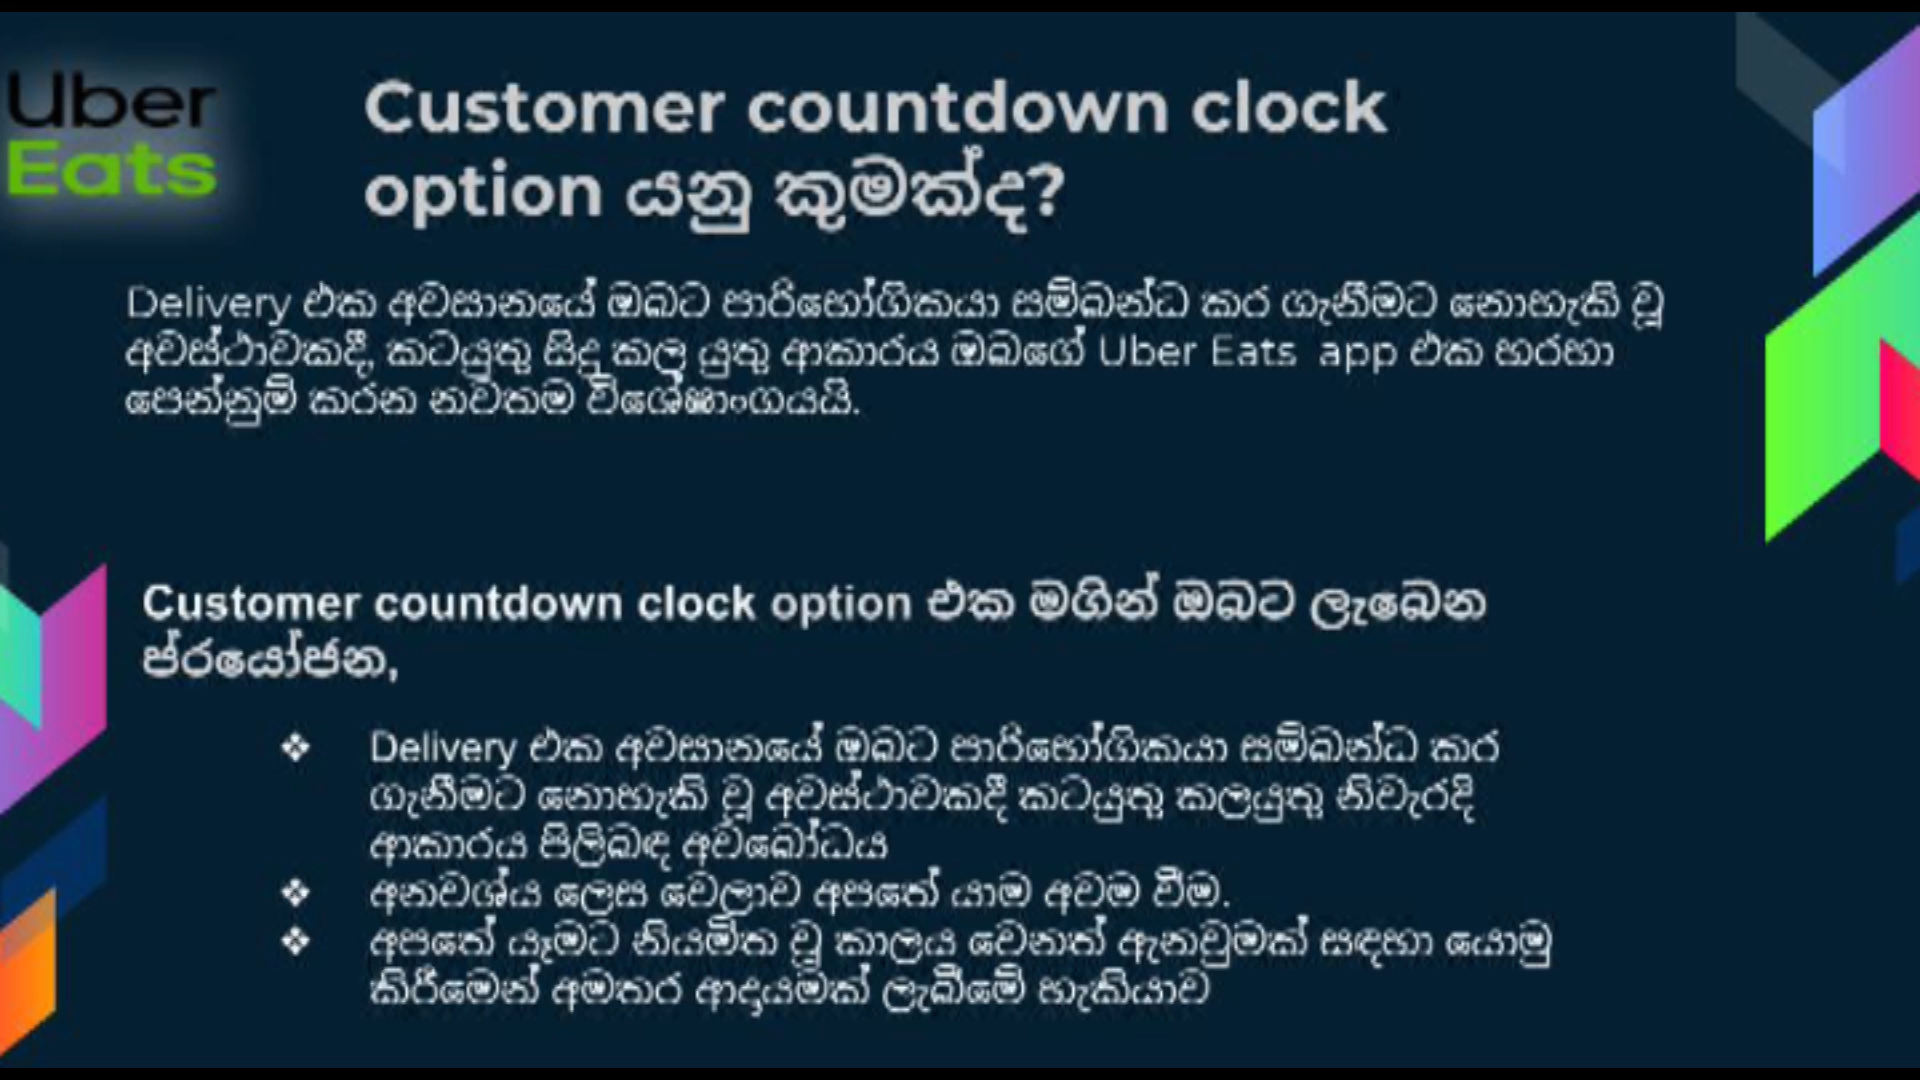 Uber
Eats
Customer countdown clock
option යනු කුමක්ද?
Delivery එක අවසානයේ ඔබට පාරිභෝගිකයා සම්බන්ධ කර ගැනීමට නොහැකි වූ
අවස්ථාවකදී, කටයුතු සිදු කල යුතු ආකාරය ඔබගේ Uber Eats app එක හරහා
පෙන්නුම් කරන නවතම විශේෂාංගයයි.
Customer countdown clock option එක මගින් ඔබට ලැබෙන
ප්රයෝජන,
❖ Delivery එක අවසානයේ ඔබට පාරිභෝගිකයා සම්බන්ධ කර
ගැනීමට නොහැකි වූ අවස්ථාවකදී කටයුතු කලයුතු නිවැරදි
ආකාරය පිලිබඳ අවබෝධය
❖ අනවශ්ය ලෙස වෙලාව අපතේ යාම අවම වීම.
❖ අපතේ යෑමට නියමිත වූ කාලය වෙනත් ඇනවුමක් සඳහා යොමු
කිරීමෙන් අමතර ආදායමක් ලැබීමේ හැකියාව